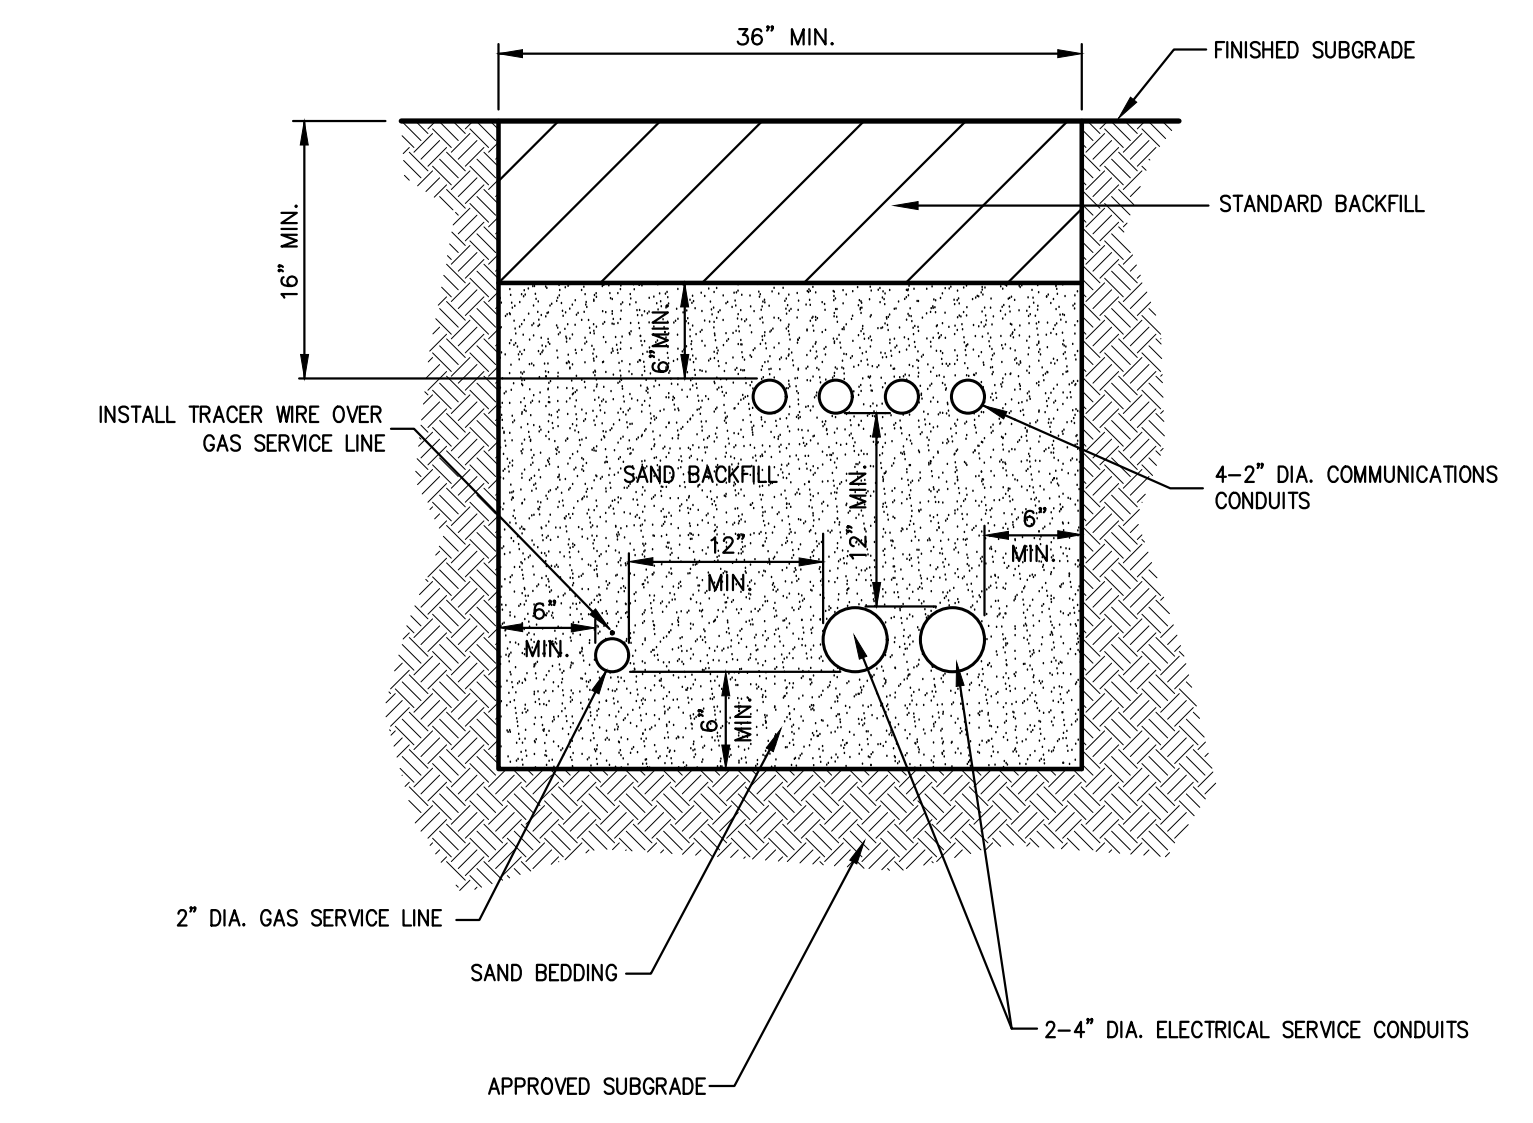 36" MIN.
FINISHED SUBGRADE
STANDARD BACKFILL
16" MIN.
6"MIN.
INSTALL TRACER WIRE OVER
GAS SERVICE LINE
SAND BACKFILL
4-2" DIA. COMMUNICATIONS
CONDUITS
12" MIN.
6"
MIN.
12"
MIN.
6"
MIN.
6"
MIN.
2" DIA. GAS SERVICE LINE
SAND BEDDING
2-4" DIA. ELECTRICAL SERVICE CONDUITS
APPROVED SUBGRADE